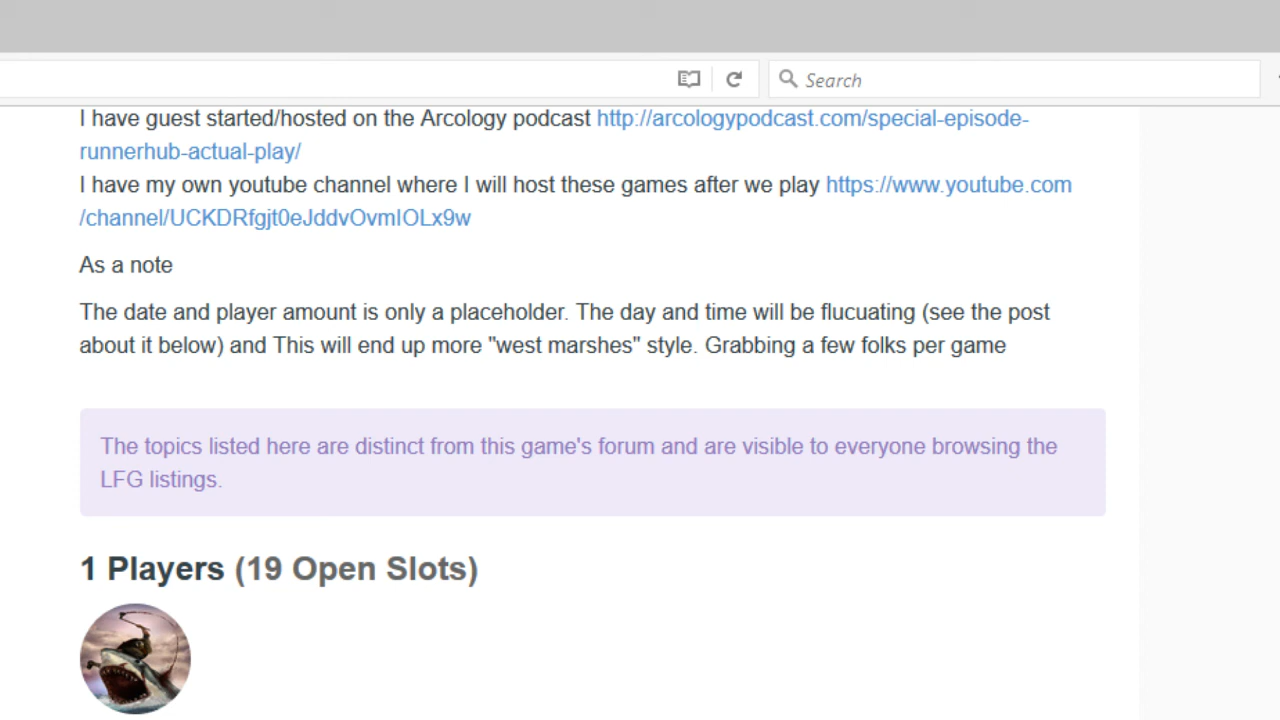 Search
I have guest started/hosted on the Arcology podcast http://arcologypodcast.com/special-episode-
runnerhub-actual-play/
I have my own youtube channel where I will host these games after we play https://www.youtube.com
/channel/UCKDRfgjt0eJddvOvmIOLx9w
As a note
The date and player amount is only a placeholder. The day and time will be flucuating (see the post
about it below) and This will end up more "west marshes" style. Grabbing a few folks per game
The topics listed here are distinct from this game's forum and are visible to everyone browsing the
LFG listings.
1 Players (19 Open Slots)